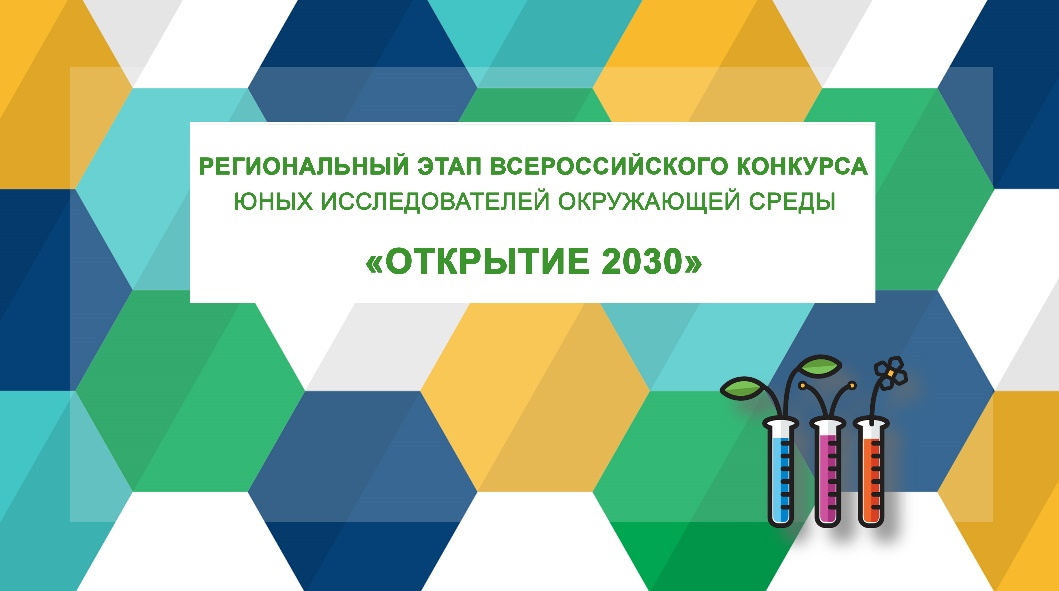 РЕГИОНАЛЬНЫЙ ЭТАП ВСЕРОССИЙСКОГО КОНКУРСА
ЮНЫХ ИССЛЕДОВАТЕЛЕЙ ОКРУЖАЮЩЕЙ СРЕДЫ
«ОТКРЫТИЕ 2030»